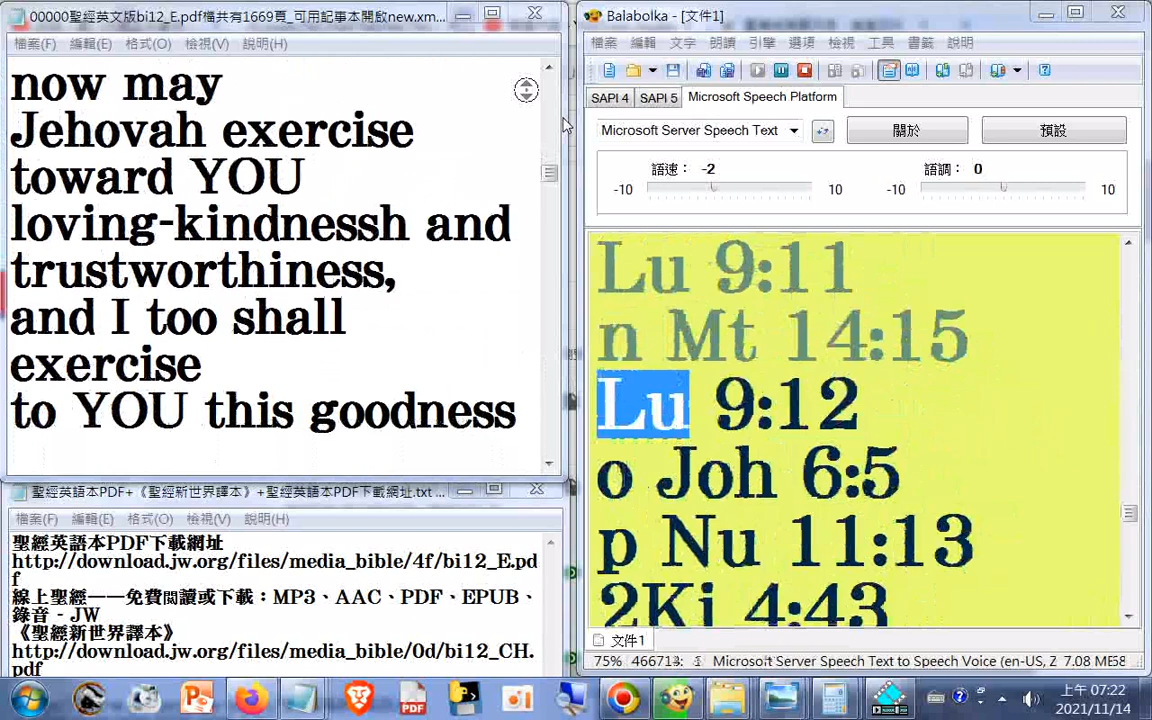 00000聖經英文版bi12_E.pdf檔共有1669頁_可用記事本開啟new.xm...
檔案(F) 編輯(E) 格式(O) 檢視(V) 說明(H)
now may
Jehovah exercise
toward YOU
loving-kindnessh and
trustworthiness,
and I too shall
exercise
to YOU this goodness
聖經英語本PDF+《聖經新世界譯本》+聖經英語本PDF下載網址.txt ...
檔案(F) 編輯(E) 格式(O) 檢視(V) 說明(H)
聖經英語本PDF下載網址
http://download.jw.org/files/media_bible/4f/bi12_E.pd
f
線上聖經——免費閱讀或下載：MP3、AAC、PDF、EPUB、
錄音 - JW
《聖經新世界譯本》
http://download.jw.org/files/media_bible/0d/bi12_CH.
pdf
Balabolka - [文件1]
檔案 編輯 文字 朗讀 引擎 選項 檢視 工具 書籤 說明
SAPI 4 SAPI 5 Microsoft Speech Platform
Microsoft Server Speech Text 關於 預設
語速： -2 語調： 0
-10 10 -10 10
Lu 9:11
n Mt 14:15
Lu 9:12
o Joh 6:5
p Nu 11:13
2Ki 4:43
文件1
75% Microsoft Server Speech Text to Speech Voice (en-US, Z 7.08 MB
PDF
上午 07:22
2021/11/14